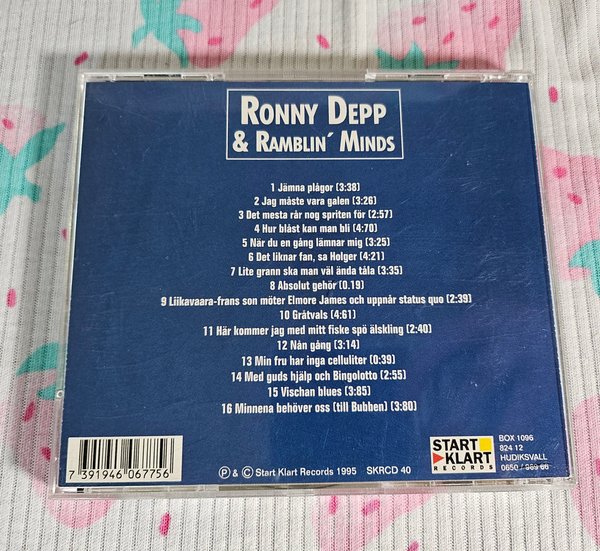 RONNY DEPP
& RAMBLIN´ MINDS
1 Jämna plågor (3:38)
2 Jag måste vara galen (3:26)
3 Det mesta rår nog spriten för (2:57)
4 Hur blåst kan man bli (4:70)
5 När du en gång lämnar mig (3:25)
6 Det liknar fan, sa Holger (4:21)
7 Lite grann ska man väl ända tåla (3:35)
8 Absolut gehör (0.19)
9 Liikavaara-frans son möter Elmore James och uppnår status quo (2:39)
10 Gråtvals (4:61)
11 Här kommer jag med mitt fiske spö älskling (2:40)
12 Nån gång (3:14)
13 Min fru har inga celluliter (0:39)
14 Med guds hjälp och Bingolotto (2:55)
15 Vischan blues (3:85)
16 Minnena behöver oss (till Bubben) (3:80)
7 391946 067756
Ⓟ & © Start Klart Records 1995 SKRCD 40
START
KLART
RECORDS
BOX 1096
824 12
HUDIKSVALL
0650 / 969 66